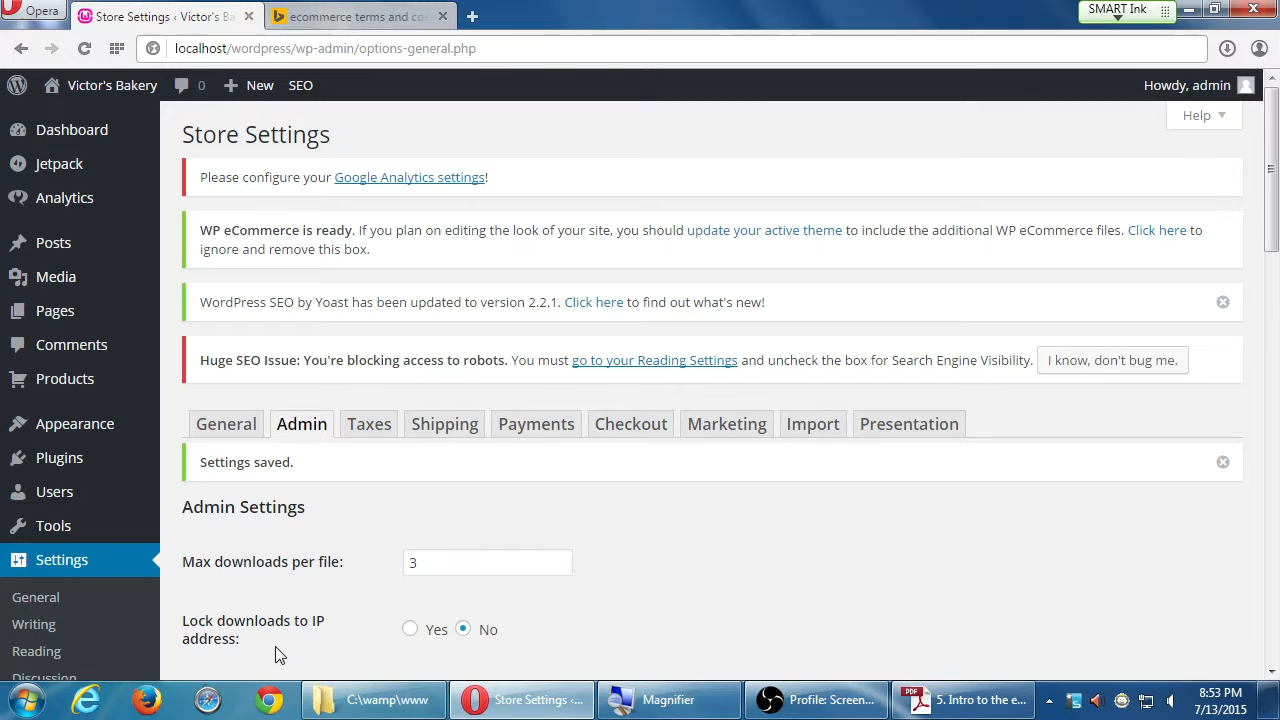 Opera
Store Settings ‹ Victor's Ba
ecommerce terms and co
SMART Ink
localhost/wordpress/wp-admin/options-general.php
Victor's Bakery
0
New
SEO
Howdy, admin
Help
Dashboard
Jetpack
Analytics
Posts
Media
Pages
Comments
Products
Appearance
Plugins
Users
Tools
Settings
General
Writing
Reading
Discussion
Store Settings
Please configure your Google Analytics settings!
WP eCommerce is ready. If you plan on editing the look of your site, you should update your active theme to include the additional WP eCommerce files. Click here to
ignore and remove this box.
WordPress SEO by Yoast has been updated to version 2.2.1. Click here to find out what's new!
Huge SEO Issue: You're blocking access to robots. You must go to your Reading Settings and uncheck the box for Search Engine Visibility. I know, don't bug me.
General Admin Taxes Shipping Payments Checkout Marketing Import Presentation
Settings saved.
Admin Settings
Max downloads per file: 3
Lock downloads to IP
address:
Yes No
C:\wamp\www
Store Settings ‹...
Magnifier
Profile: Screen...
PDF
5. Intro to the e...
8:53 PM
7/13/2015